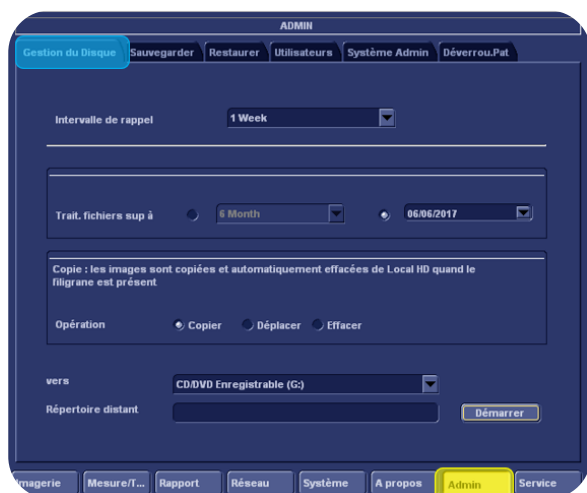 ADMIN
Gestion du Disque Sauvegarder Restaurer Utilisateurs Système Admin Déverrou.Pat
Intervalle de rappel 1 Week
Trait. fichiers sup à 6 Month 06/06/2017
Copie : les images sont copiées et automatiquement effacées de Local HD quand le
filigrane est présent
Opération Copier Déplacer Effacer
vers CD/DVD Enregistrable (G:)
Répertoire distant Démarrer
Imagerie Mesure/T... Rapport Réseau Système A propos Admin Service